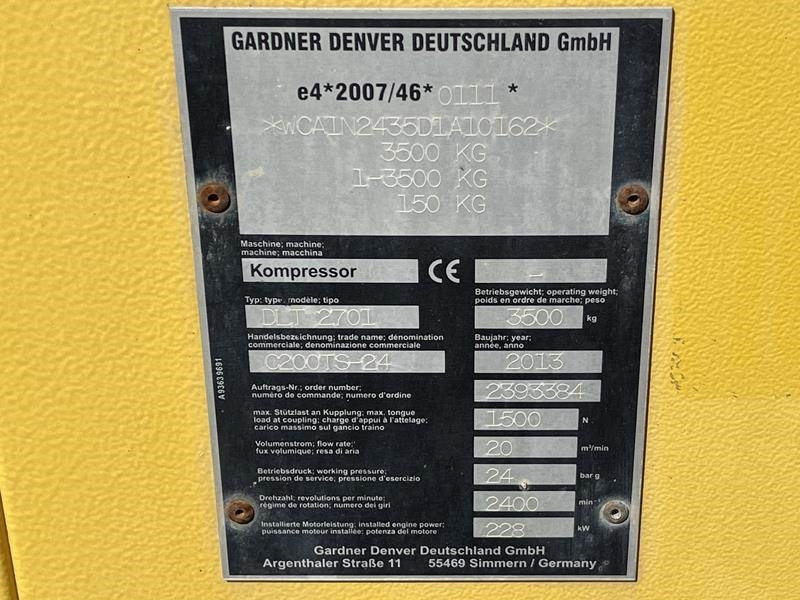 GARDNER DENVER DEUTSCHLAND GmbH
e4*2007/46*0111*
*WCA1N2435D1A10162*
3500 KG
1-3500 KG
150 KG
Maschine; machine;
machine; macchina
Kompressor
CE
-
Typ; type; modèle; tipo
DLT 2701
Betriebsgewicht; operating weight;
poids en ordre de marche; peso
3500 kg
Handelsbezeichnung; trade name; dénomination
commerciale; denominazione commerciale
C200TS-24
Baujahr; year;
année, anno
2013
Auftrags-Nr.; order number;
numéro de commande; numero d'ordine
2393384
max. Stützlast an Kupplung; max. tongue
load at coupling; charge d'appui à l'attelage;
carico massimo sul gancio traino
1500 N
Volumenstrom; flow rate;
fux volumique; resa di aria
20 m³/min
Betriebsdruck; working pressure;
pression de service; pressione d'esercizio
24 bar g
Drehzahl; revolutions per minute;
régime de rotation; numero dei giri
2400 min⁻¹
Installierte Motorleistung; installed engine power;
puissance moteur installée; potenza del motore
228 kW
Gardner Denver Deutschland GmbH
Argenthaler Straße 11 55469 Simmern / Germany
A93639691